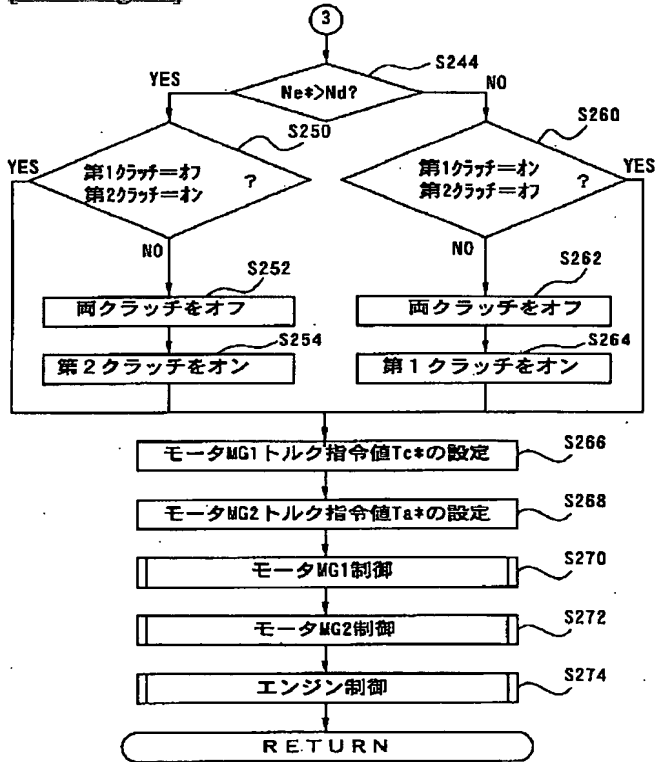 3
S244
YES
Ne*>Nd?
NO
S250
S260
YES
第1クラッチ=オフ
第2クラッチ=オン
?
第1クラッチ=オン
第2クラッチ=オフ
?
YES
NO
NO
S252
S262
両クラッチをオフ
両クラッチをオフ
S254
S264
第2クラッチをオン
第1クラッチをオン
モータMG1トルク指令値Tc*の設定
S266
モータMG2トルク指令値Ta*の設定
S268
モータMG1制御
S270
モータMG2制御
S272
エンジン制御
S274
RETURN